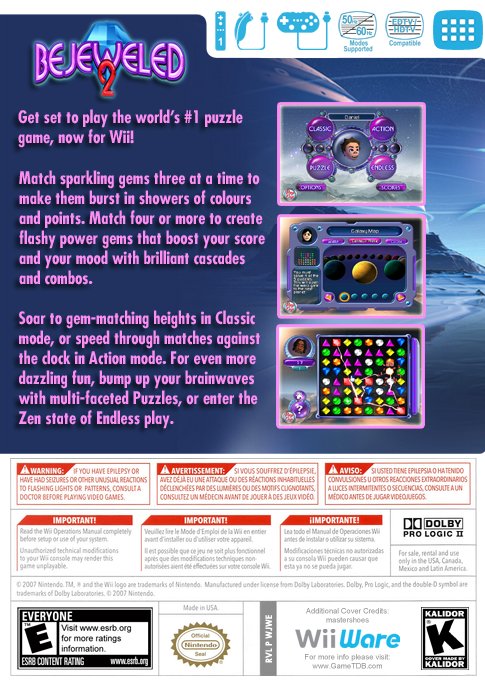 1
50Hz
60Hz
Modes
Supported
EDTV/
HDTV
Compatible
BEJEWELED
2
Get set to play the world's #1 puzzle
game, now for Wii!
Match sparkling gems three at a time to
make them burst in showers of colours
and points. Match four or more to create
flashy power gems that boost your score
and your mood with brilliant cascades
and combos.
Soar to gem-matching heights in Classic
mode, or speed through matches against
the clock in Action mode. For even more
dazzling fun, bump up your brainwaves
with multi-faceted Puzzles, or enter the
Zen state of Endless play.
CLASSIC
ACTION
PUZZLE
ENDLESS
OPTIONS
SCORES
Galaxy Map
WARNING: IF YOU HAVE EPILEPSY OR
HAVE HAD SEIZURES OR OTHER UNUSUAL REACTIONS
TO FLASHING LIGHTS OR PATTERNS, CONSULT A
DOCTOR BEFORE PLAYING VIDEO GAMES.
AVERTISSEMENT: SI VOUS SOUFFREZ D'ÉPILEPSIE,
AVEZ DÉJÀ EU UNE ATTAQUE OU DES RÉACTIONS INHABITUELLES
DÉCLENCHÉES PAR DES LUMIÈRES OU DES MOTIFS CLIGNOTANTS,
CONSULTEZ UN MÉDECIN AVANT DE JOUER À DES JEUX VIDÉO.
AVISO: SI USTED TIENE EPILEPSIA O HA TENIDO
CONVULSIONES U OTROS REACCIONES EXTRAORDINARIOS
A LUCES INTERMITENTES O SECUENCIAS, CONSULTE A UN
MÉDICO ANTES DE JUGAR VIDEOJUEGOS.
IMPORTANT!
Read the Wii Operations Manual completely
before setup or use of your system.
Unauthorized technical modifications
to your Wii console may render this
game unplayable.
IMPORTANT!
Veuillez lire le Mode d'Emploi de la Wii en entier
avant d'installer ou d'utiliser votre appareil.
Il est possible que ce jeu ne soit plus fonctionnel
après que des modifications techniques non-
autorisées aient été effectuées sur votre console Wii.
¡IMPORTANTE!
Lea todo el Manual de Operaciones Wii
antes de instalar o utilizar su sistema.
Modificaciones técnicas no autorizadas
a su consola Wii pueden causar que
esta ya no se pueda jugar.
DOLBY
PRO LOGIC II
For sale, rental and use
only in the USA, Canada,
Mexico and Latin America.
© 2007 Nintendo.TM, ® and the Wii logo are trademarks of Nintendo. Manufactured under license from Dolby Laboratories. Dolby, Pro Logic, and the double-D symbol are
trademarks of Dolby Laboratories. © 2007 Nintendo.
EVERYONE
E
Visit www.esrb.org
for more ratings
information.
ESRB CONTENT RATING www.esrb.org
Made in USA
Official
Nintendo
Seal
RVL P WJWE
Additional Cover Credits:
mastershoes
WiiWare
For more info please visit:
www.GameTDB.com
KALIDOR
K
COVER MADE BY
KALIDOR